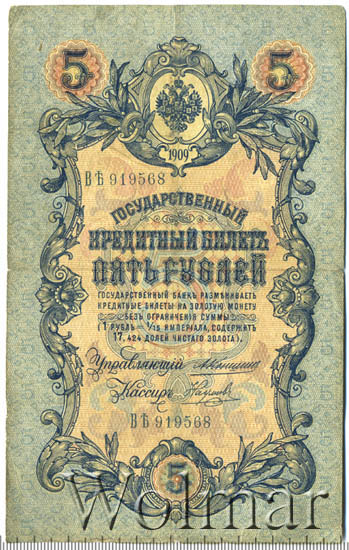 5 5
1909
ВѢ 919568
ГОСУДАРСТВЕННЫЙ
КРЕДИТНЫЙ БИЛЕТЪ
ПЯТЬ РУБЛЕЙ
ГОСУДАРСТВЕННЫЙ БАНКЪ РАЗМѢНИВАЕТЪ
КРЕДИТНЫЕ БИЛЕТЫ НА ЗОЛОТУЮ МОНЕТУ
БЕЗЪ ОГРАНИЧЕНІЯ СУММЫ
(1 РУБЛЬ = 1/15 ИМПЕРІАЛА, СОДЕРЖИТЪ
17,424 ДОЛЕЙ ЧИСТАГО ЗОЛОТА).
Управляющій
Кассиръ
ВѢ 919568
5
Wolmar